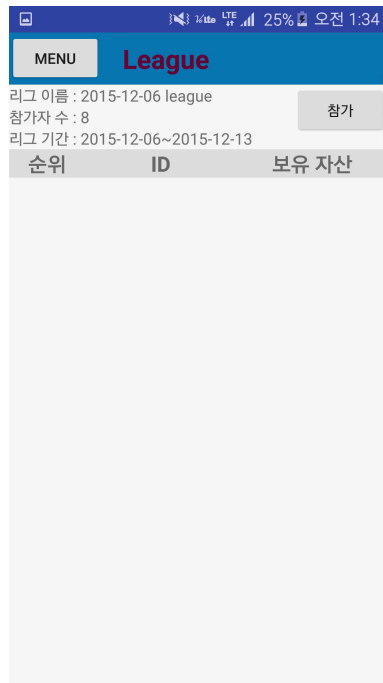 LTE 25% 오전 1:34
MENU League
리그 이름 : 2015-12-06 league
참가자 수 : 8
참가
리그 기간 : 2015-12-06~2015-12-13
순위 ID 보유 자산